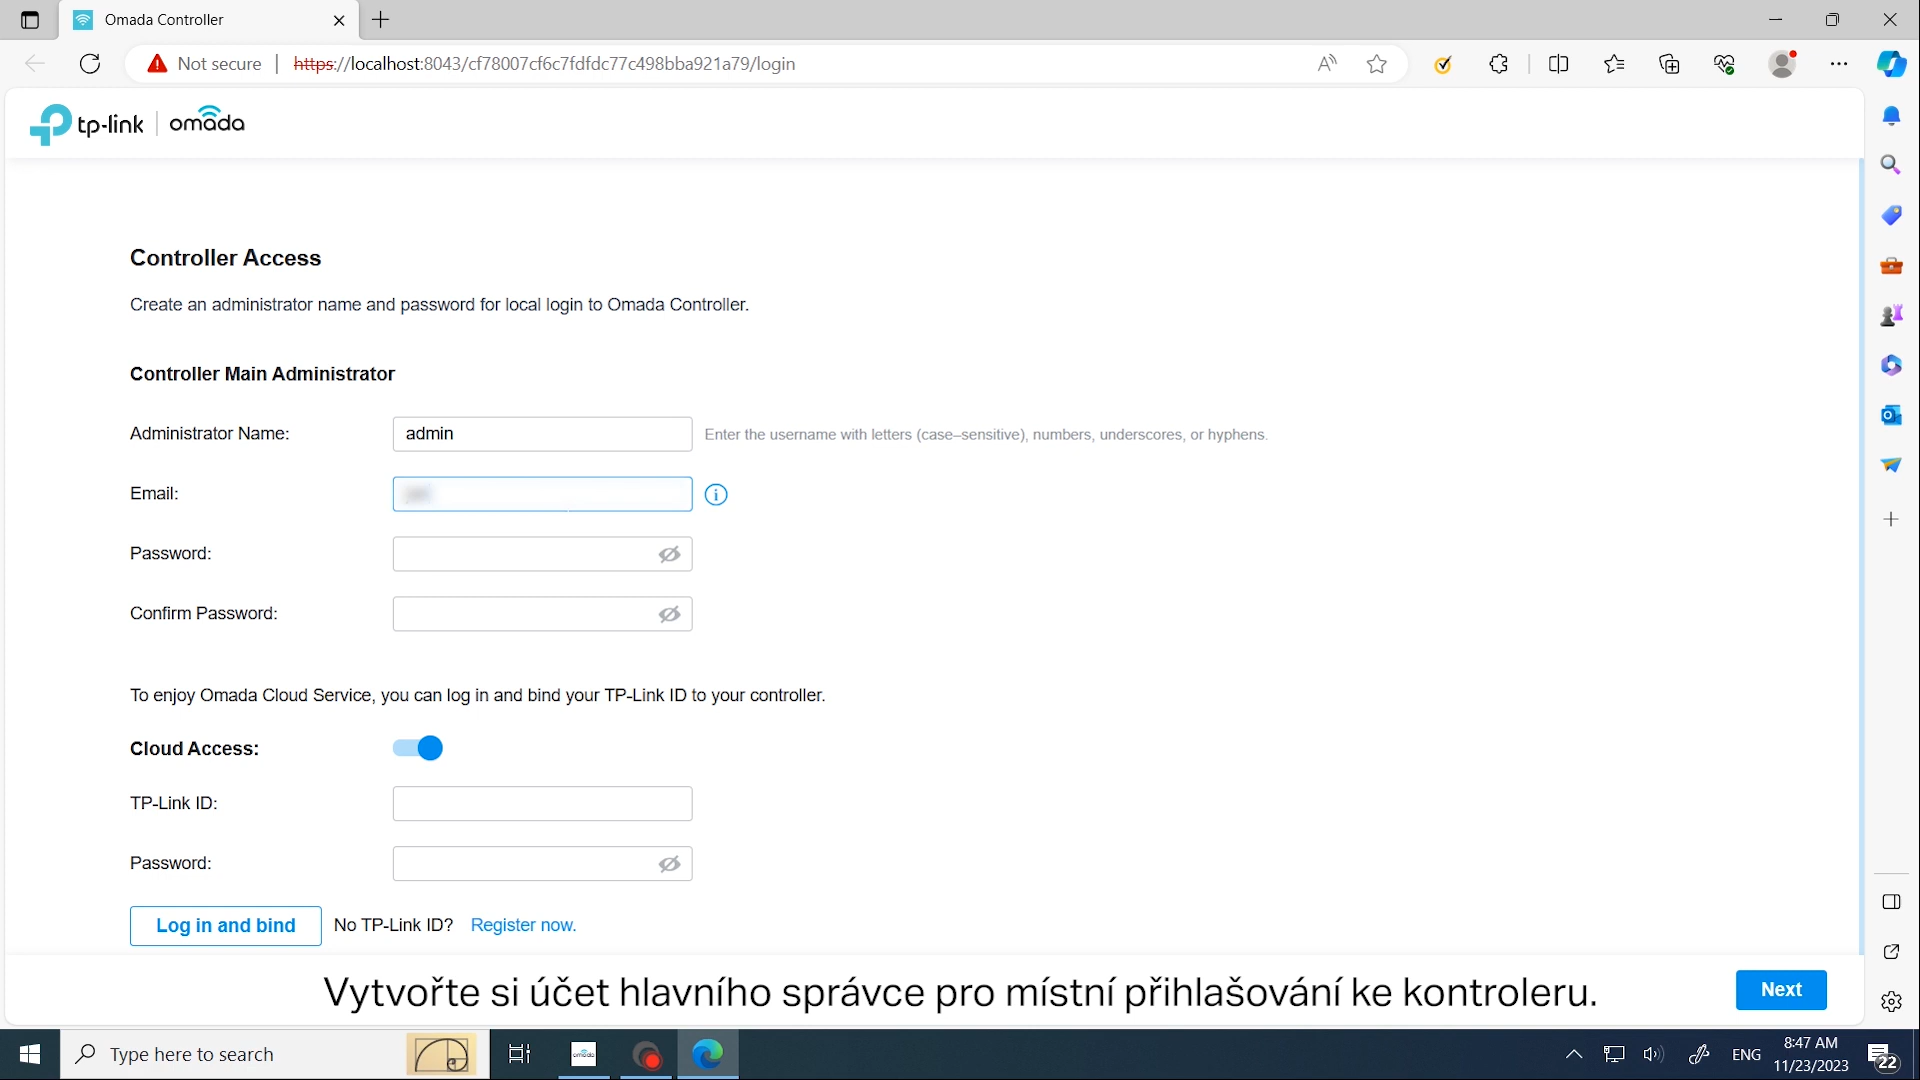 Omada Controller
Not secure
https://localhost:8043/cf78007cf6c7fdfdc77c498bba921a79/login
tp-link
omada
Controller Access
Create an administrator name and password for local login to Omada Controller.
Controller Main Administrator
Administrator Name:
admin
Enter the username with letters (case–sensitive), numbers, underscores, or hyphens.
Email:
Password:
Confirm Password:
To enjoy Omada Cloud Service, you can log in and bind your TP-Link ID to your controller.
Cloud Access:
TP-Link ID:
Password:
Log in and bind
No TP-Link ID? Register now.
Vytvořte si účet hlavního správce pro místní přihlašování ke kontroleru.
Next
Type here to search
omada
ENG
8:47 AM
11/23/2023
22